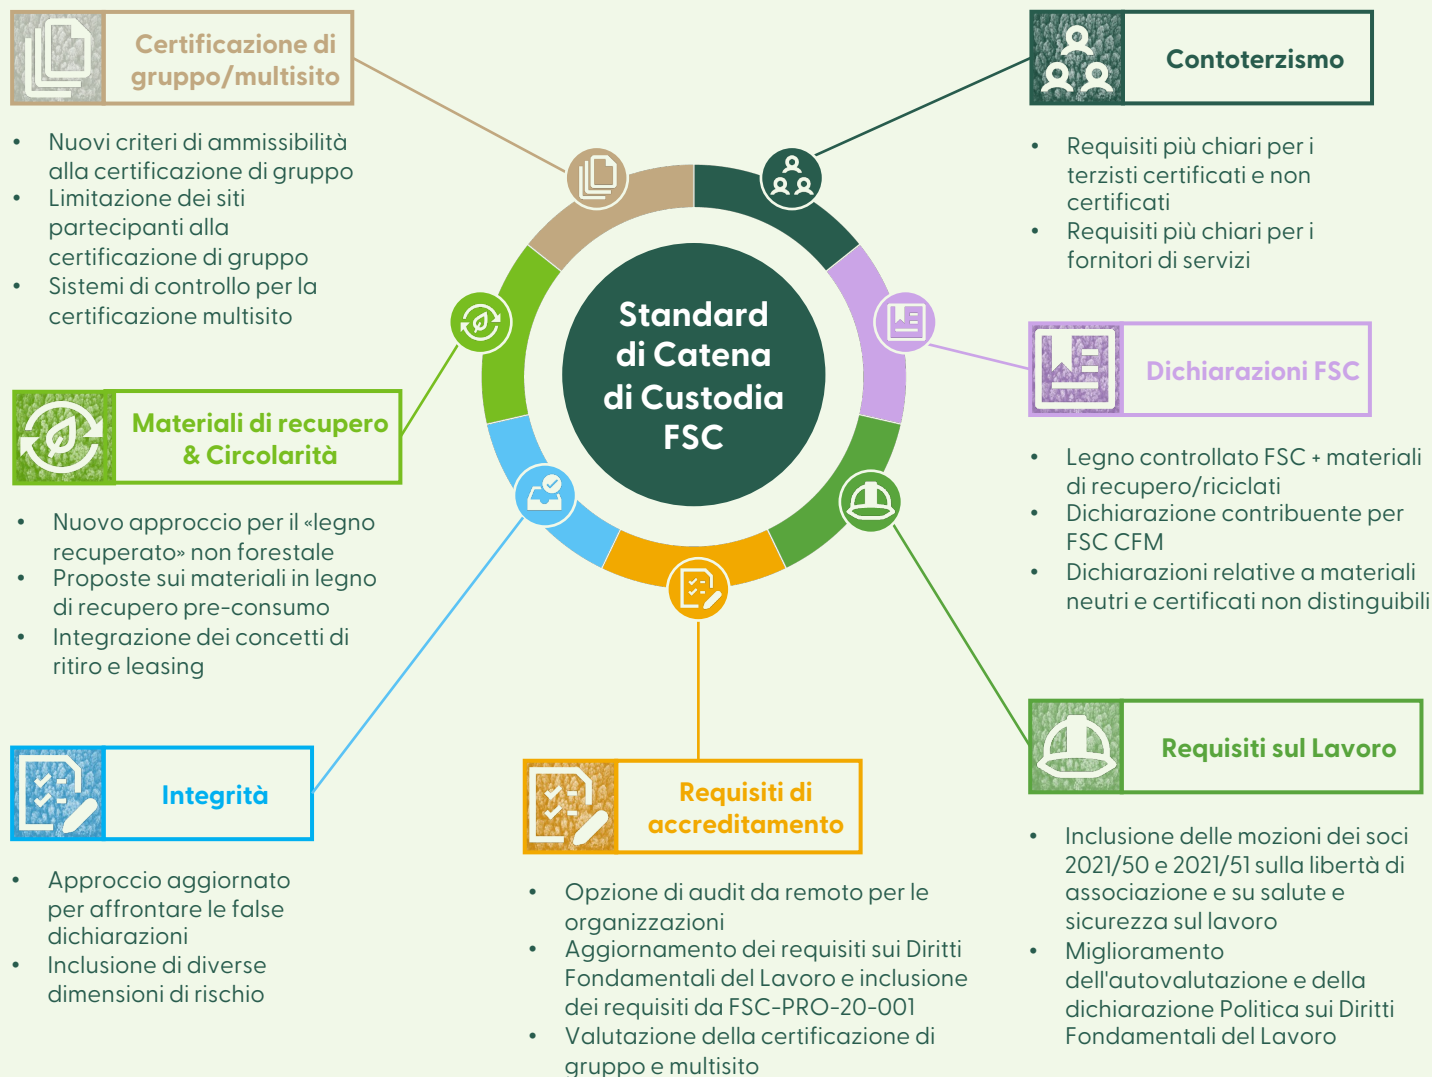 Certificazione di
gruppo/multisito
• Nuovi criteri di ammissibilità
alla certificazione di gruppo
• Limitazione dei siti
partecipanti alla
certificazione di gruppo
• Sistemi di controllo per la
certificazione multisito
Materiali di recupero
& Circolarità
• Nuovo approccio per il «legno
recuperato» non forestale
• Proposte sui materiali in legno
di recupero pre-consumo
• Integrazione dei concetti di
ritiro e leasing
Integrità
• Approccio aggiornato
per affrontare le false
dichiarazioni
• Inclusione di diverse
dimensioni di rischio
Standard
di Catena
di Custodia
FSC
Requisiti di
accreditamento
• Opzione di audit da remoto per le
organizzazioni
• Aggiornamento dei requisiti sui Diritti
Fondamentali del Lavoro e inclusione
dei requisiti da FSC-PRO-20-001
• Valutazione della certificazione di
gruppo e multisito
Contoterzismo
• Requisiti più chiari per i
terzisti certificati e non
certificati
• Requisiti più chiari per i
fornitori di servizi
Dichiarazioni FSC
• Legno controllato FSC + materiali
di recupero/riciclati
• Dichiarazione contribuente per
FSC CFM
• Dichiarazioni relative a materiali
neutri e certificati non distinguibili
Requisiti sul Lavoro
• Inclusione delle mozioni dei soci
2021/50 e 2021/51 sulla libertà di
associazione e su salute e
sicurezza sul lavoro
• Miglioramento
dell'autovalutazione e della
dichiarazione Politica sui Diritti
Fondamentali del Lavoro